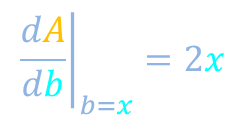 dA/db|b=x = 2x